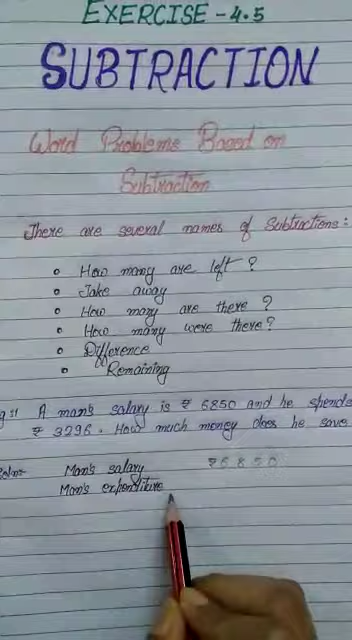 EXERCISE - 4.5
SUBTRACTION
Word Problems Based on
Subtraction
There are several names of Subtractions:
o How many are left?
o Take away
o How many are there?
o How many were there?
o Difference
o Remaining
A man's salary is ₹ 6850 and he spends
₹ 3296. How much money does he save
Soln:- Man's salary ₹6850
Man's expenditure